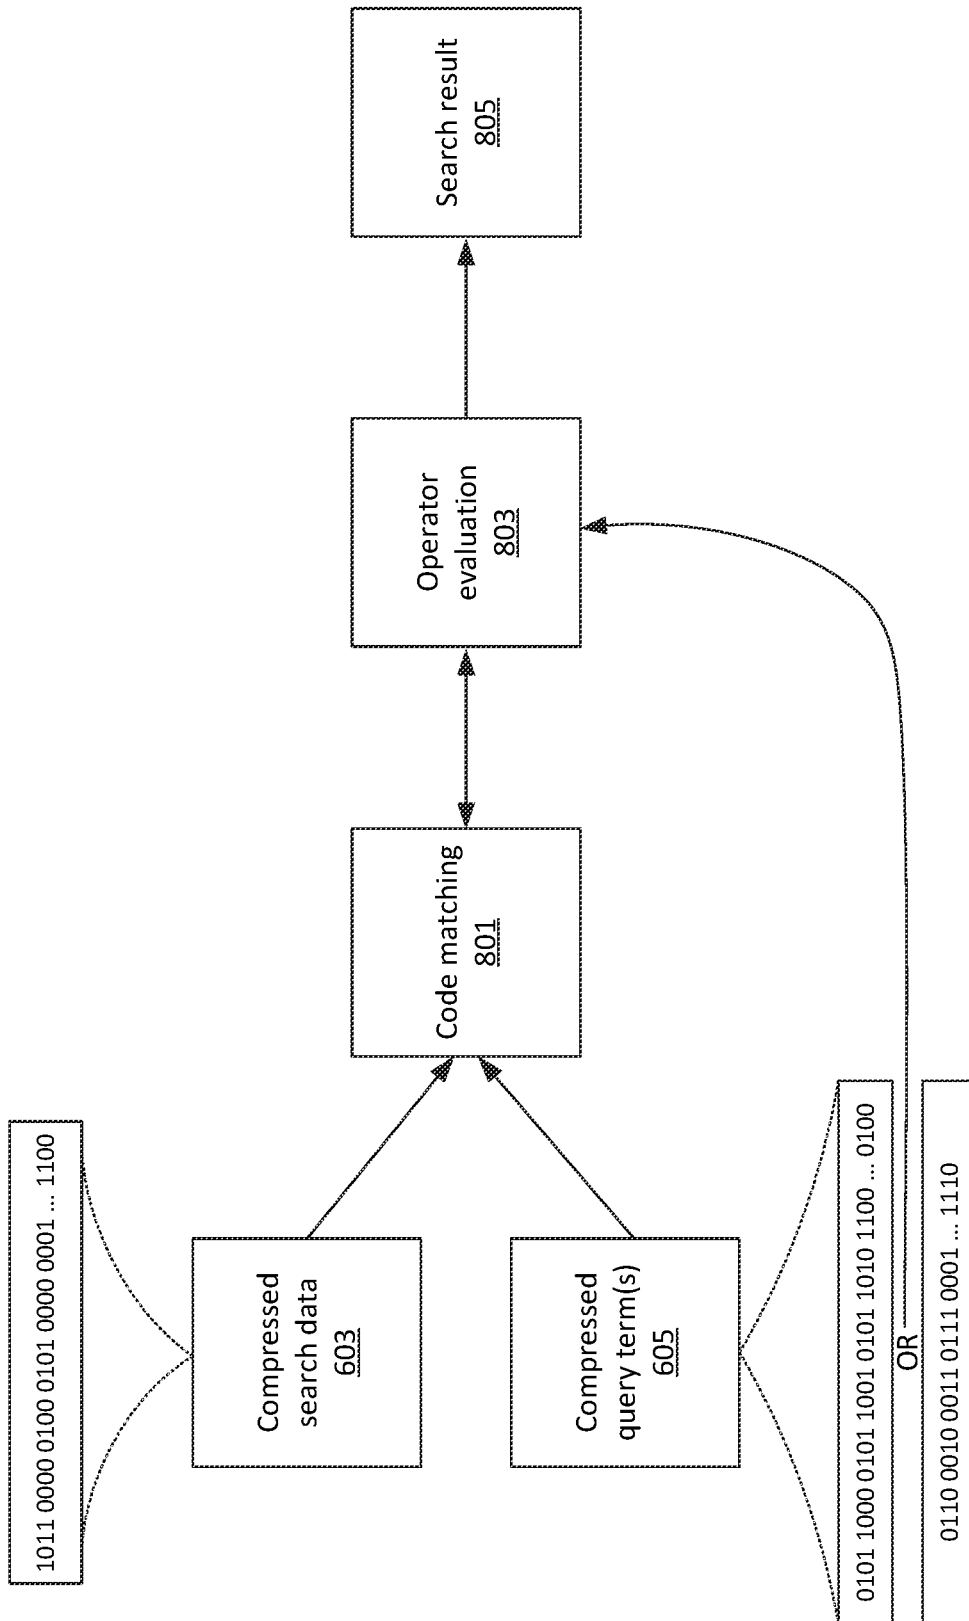 1011 0000 0100 0101 0000 0001 ... 1100
Compressed
search data
603
Compressed
query term(s)
605
0101 1000 0101 1001 0101 1010 1100 ... 0100
OR
0110 0010 0011 0111 0001 ... 1110
Code matching
801
Operator
evaluation
803
Search result
805